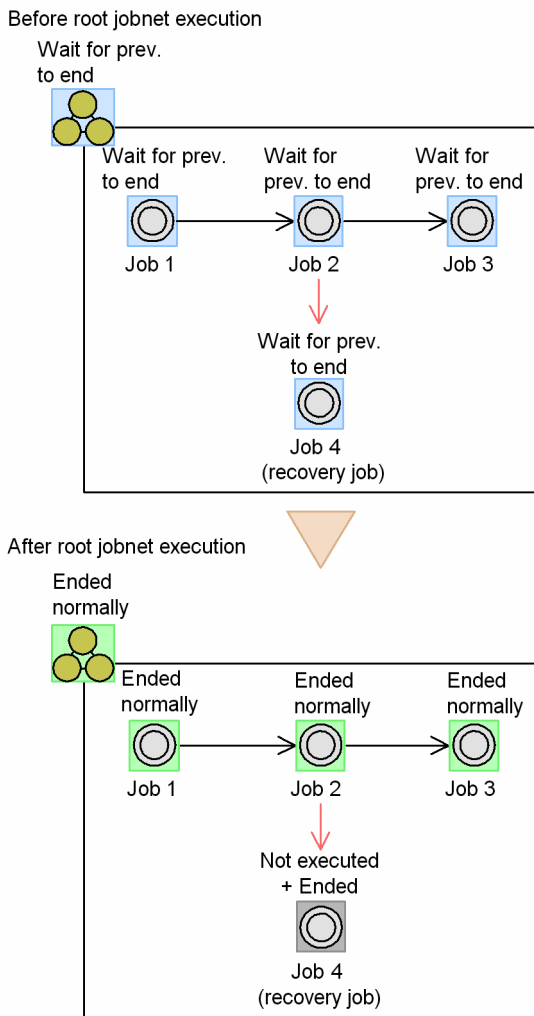 Before root jobnet execution
Wait for prev.
to end
Wait for prev.
to end
Wait for
prev. to end
Wait for
prev. to end
Job 1
Job 2
Job 3
Wait for prev.
to end
Job 4
(recovery job)
After root jobnet execution
Ended
normally
Ended
normally
Ended
normally
Ended
normally
Job 1
Job 2
Job 3
Not executed
+ Ended
Job 4
(recovery job)